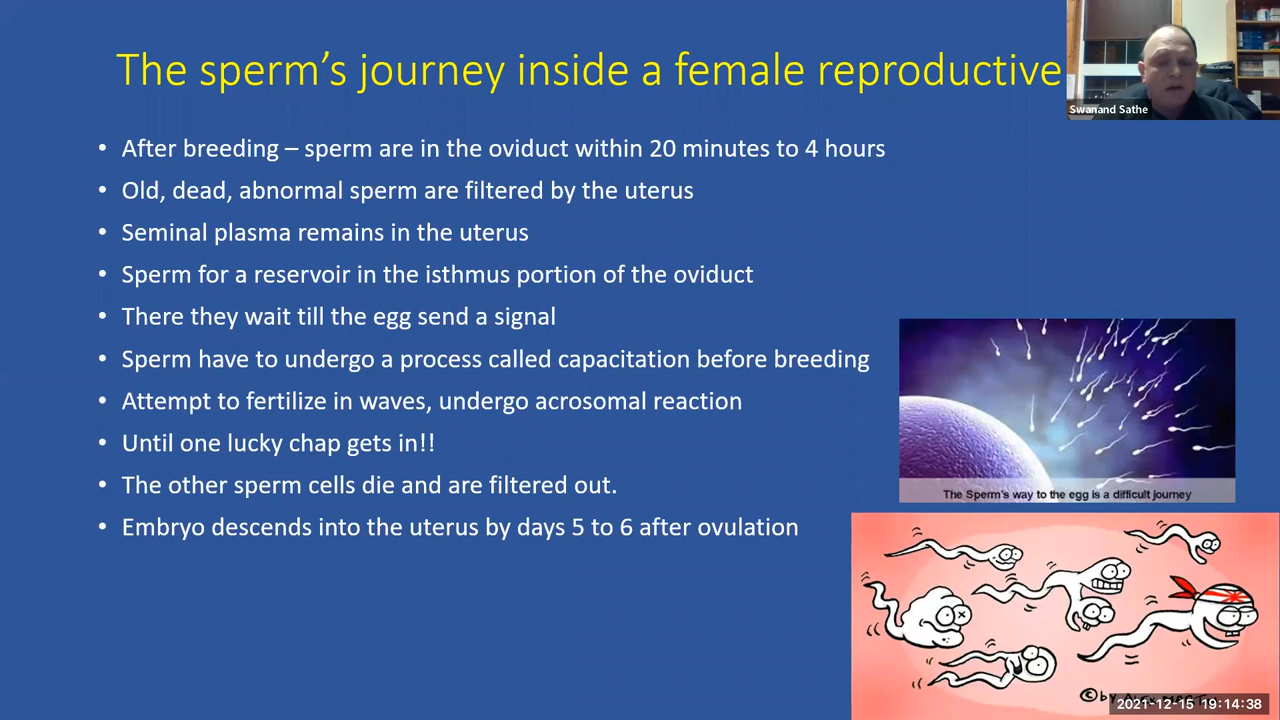 The sperm's journey inside a female reproductive
Swanand Sathe
• After breeding – sperm are in the oviduct within 20 minutes to 4 hours
• Old, dead, abnormal sperm are filtered by the uterus
• Seminal plasma remains in the uterus
• Sperm for a reservoir in the isthmus portion of the oviduct
• There they wait till the egg send a signal
• Sperm have to undergo a process called capacitation before breeding
• Attempt to fertilize in waves, undergo acrosomal reaction
• Until one lucky chap gets in!!
• The other sperm cells die and are filtered out.
• Embryo descends into the uterus by days 5 to 6 after ovulation
The Sperm's way to the egg is a difficult journey
© by
2021-12-15 19:14:38